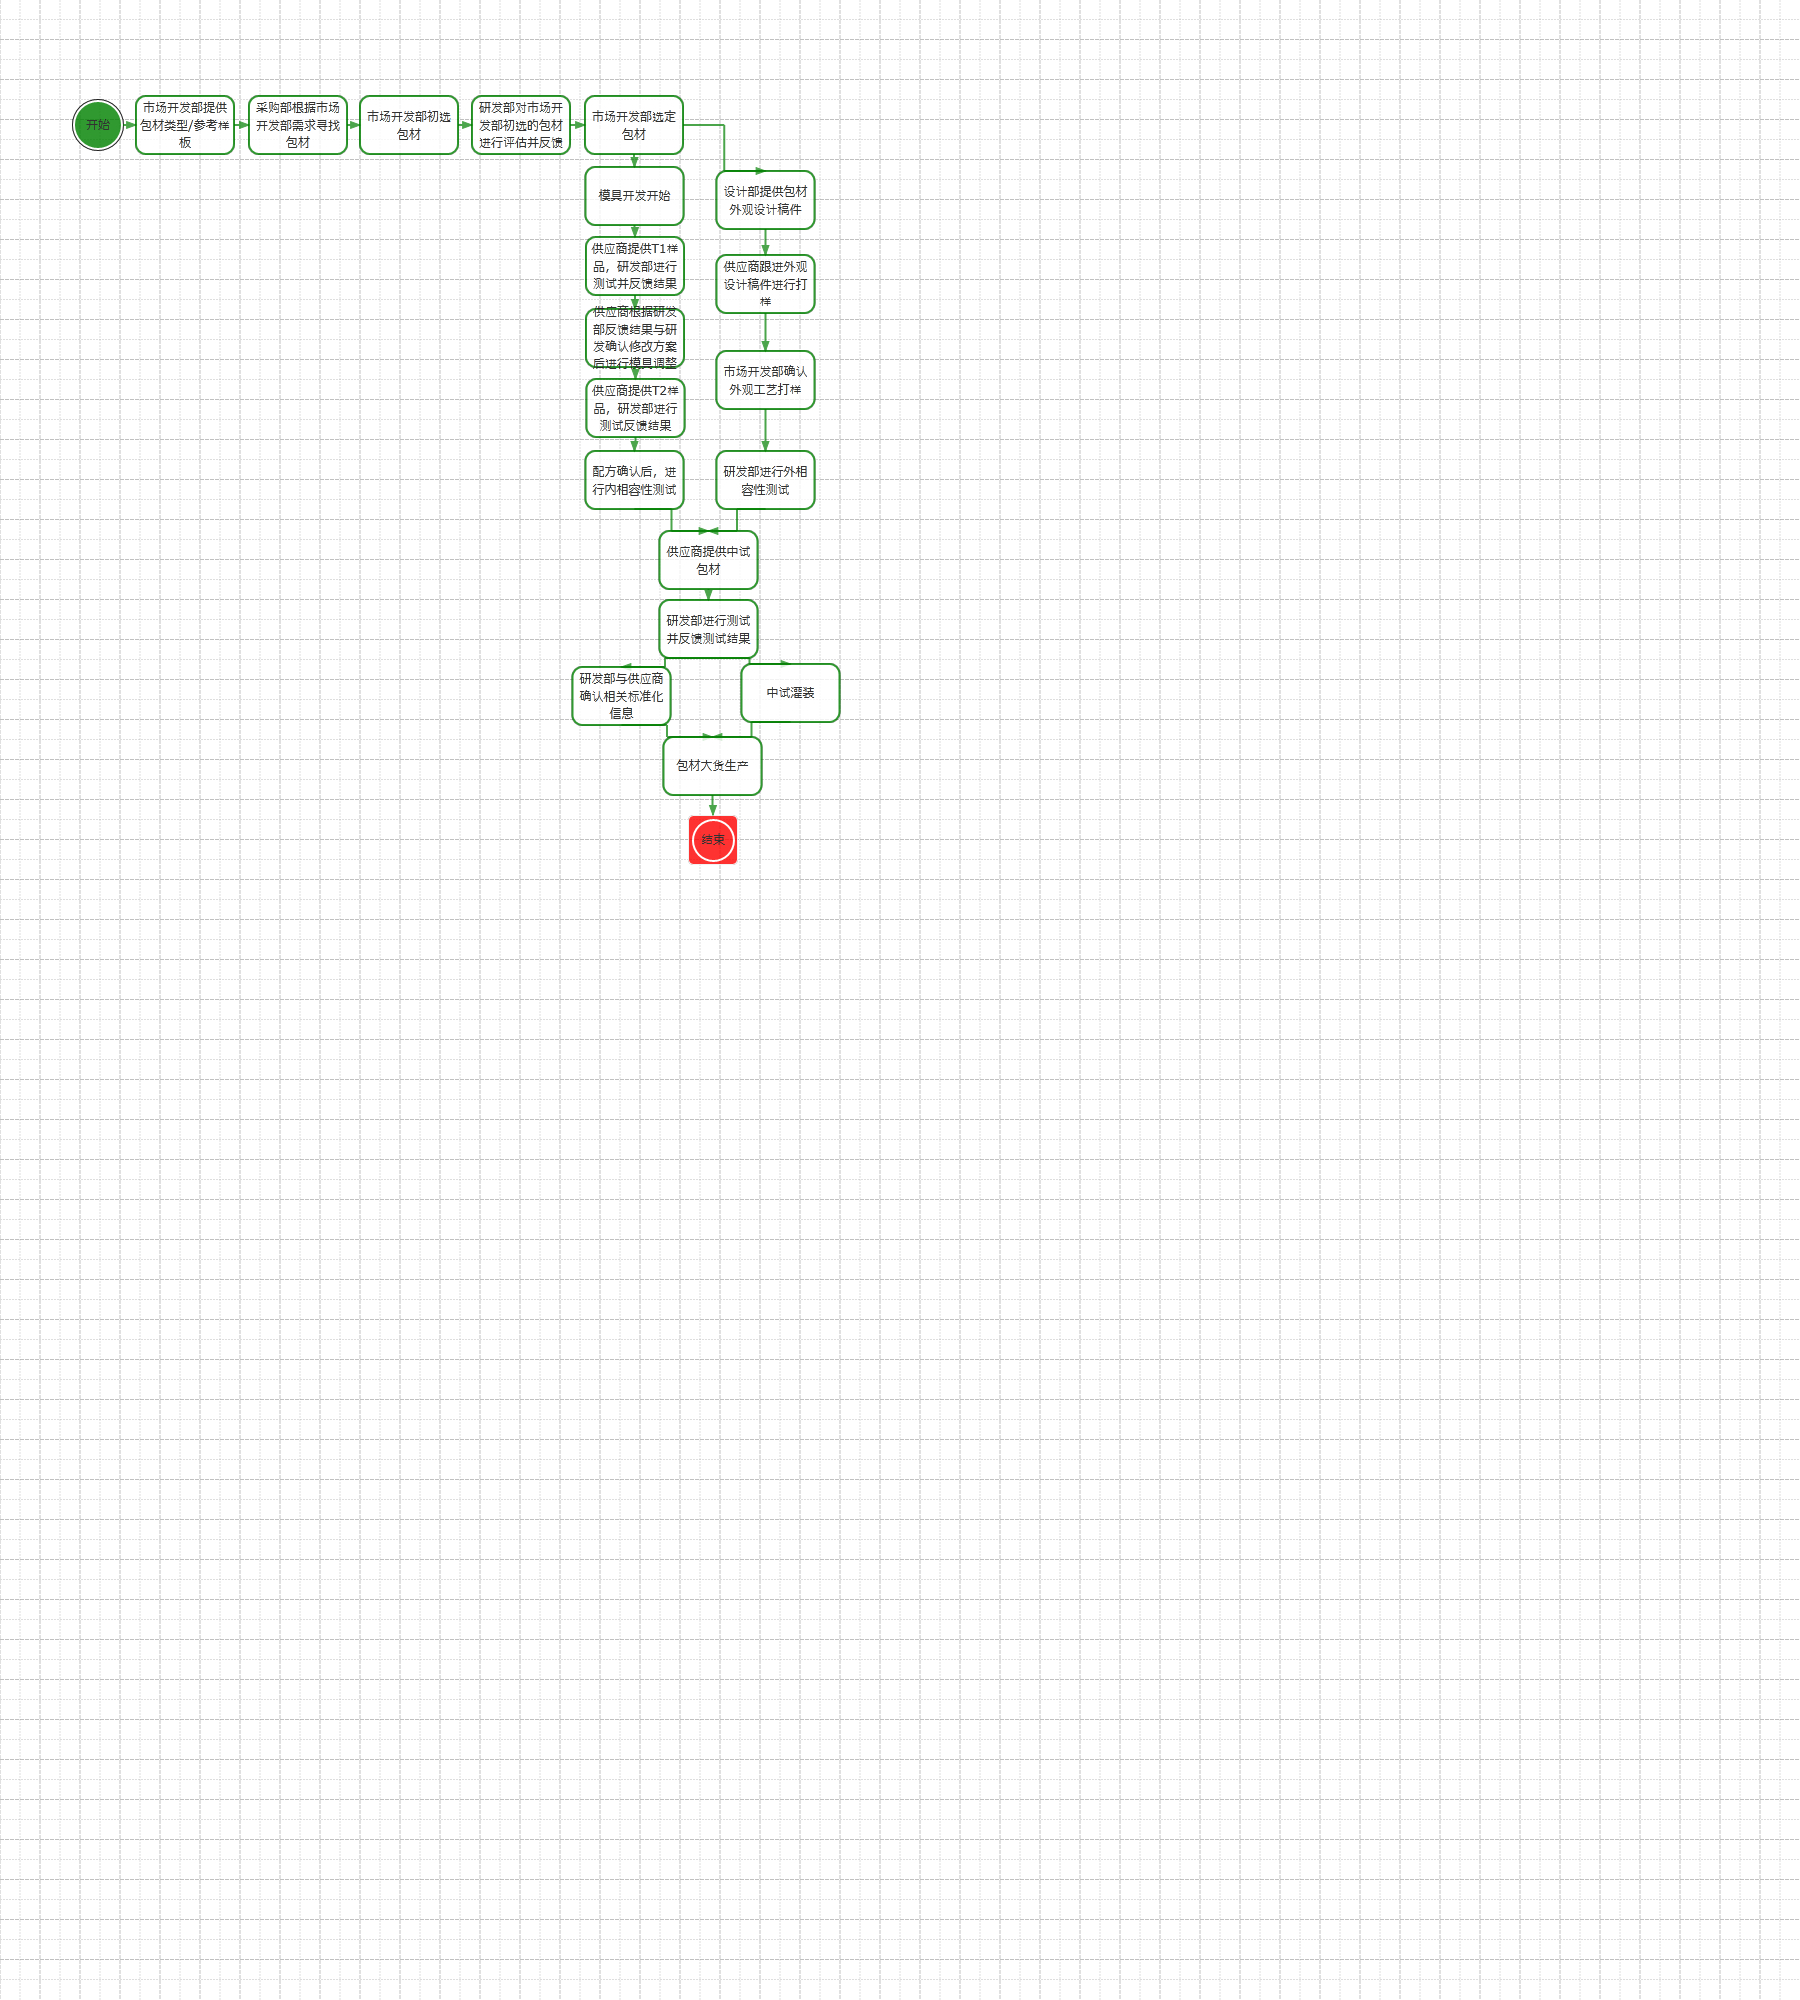 开始
市场开发部提供
包材类型/参考样
板
采购部根据市场
开发部需求寻找
包材
市场开发部初选
包材
研发部对市场开
发部初选的包材
进行评估并反馈
市场开发部选定
包材
模具开发开始
供应商提供T1样
品，研发部进行
测试并反馈结果
供应商根据研发
部反馈结果与研
发确认修改方案
后进行模具调整
供应商提供T2样
品，研发部进行
测试反馈结果
配方确认后，进
行内相容性测试
设计部提供包材
外观设计稿件
供应商跟进外观
设计稿件进行打
样
市场开发部确认
外观工艺打样
研发部进行外相
容性测试
供应商提供中试
包材
研发部进行测试
并反馈测试结果
研发部与供应商
确认相关标准化
信息
中试灌装
包材大货生产
结束